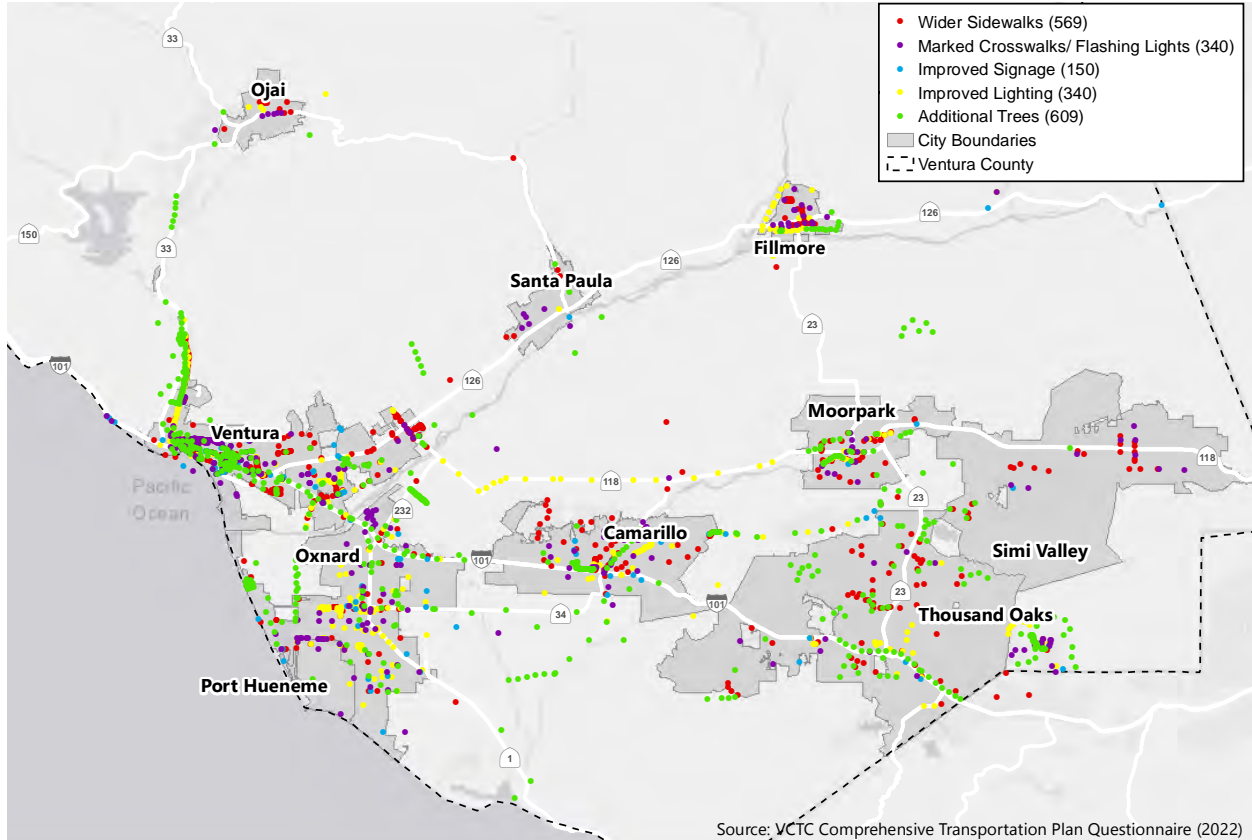 Wider Sidewalks (569)
Marked Crosswalks/ Flashing Lights (340)
Improved Signage (150)
Improved Lighting (340)
Additional Trees (609)
City Boundaries
Ventura County
33
Ojai
150
33
126
Fillmore
126
Santa Paula
23
101
126
Moorpark
Ventura
118
118
Pacific
Ocean
23
232
Camarillo
Oxnard
101
Simi Valley
23
101
34
Thousand Oaks
Port Hueneme
1
Source: VCTC Comprehensive Transportation Plan Questionnaire (2022)